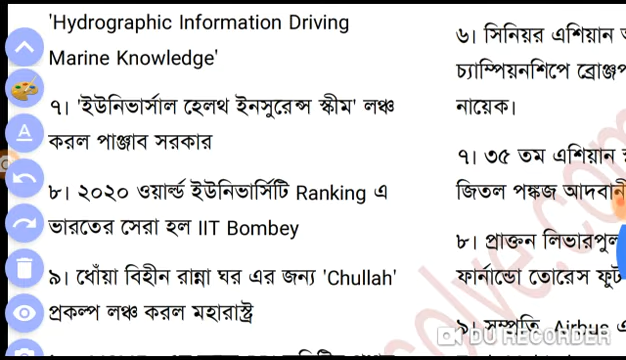 'Hydrographic Information Driving
Marine Knowledge'
৭। 'ইউনিভার্সাল হেলথ ইনসুরেন্স স্কীম' লঞ্চ
করল পাঞ্জাব সরকার
৮। ২০২০ ওয়ার্ল্ড ইউনিভার্সিটি Ranking এ
ভারতের সেরা হল IIT Bombey
৯। ধোঁয়া বিহীন রান্না ঘর এর জন্য 'Chullah'
প্রকল্প লঞ্চ করল মহারাষ্ট্র
৬। সিনিয়র এশিয়ান
চ্যাম্পিয়নশিপে ব্রোঞ্জপ
নায়েক।
৭। ৩৫ তম এশিয়ান
জিতল পঙ্কজ আদবানী
৮। প্রাক্তন লিভারপুল
ফার্নান্ডো তোরেস ফুট
৯। সম্প্রতি Airbus এ
DU RECORDER